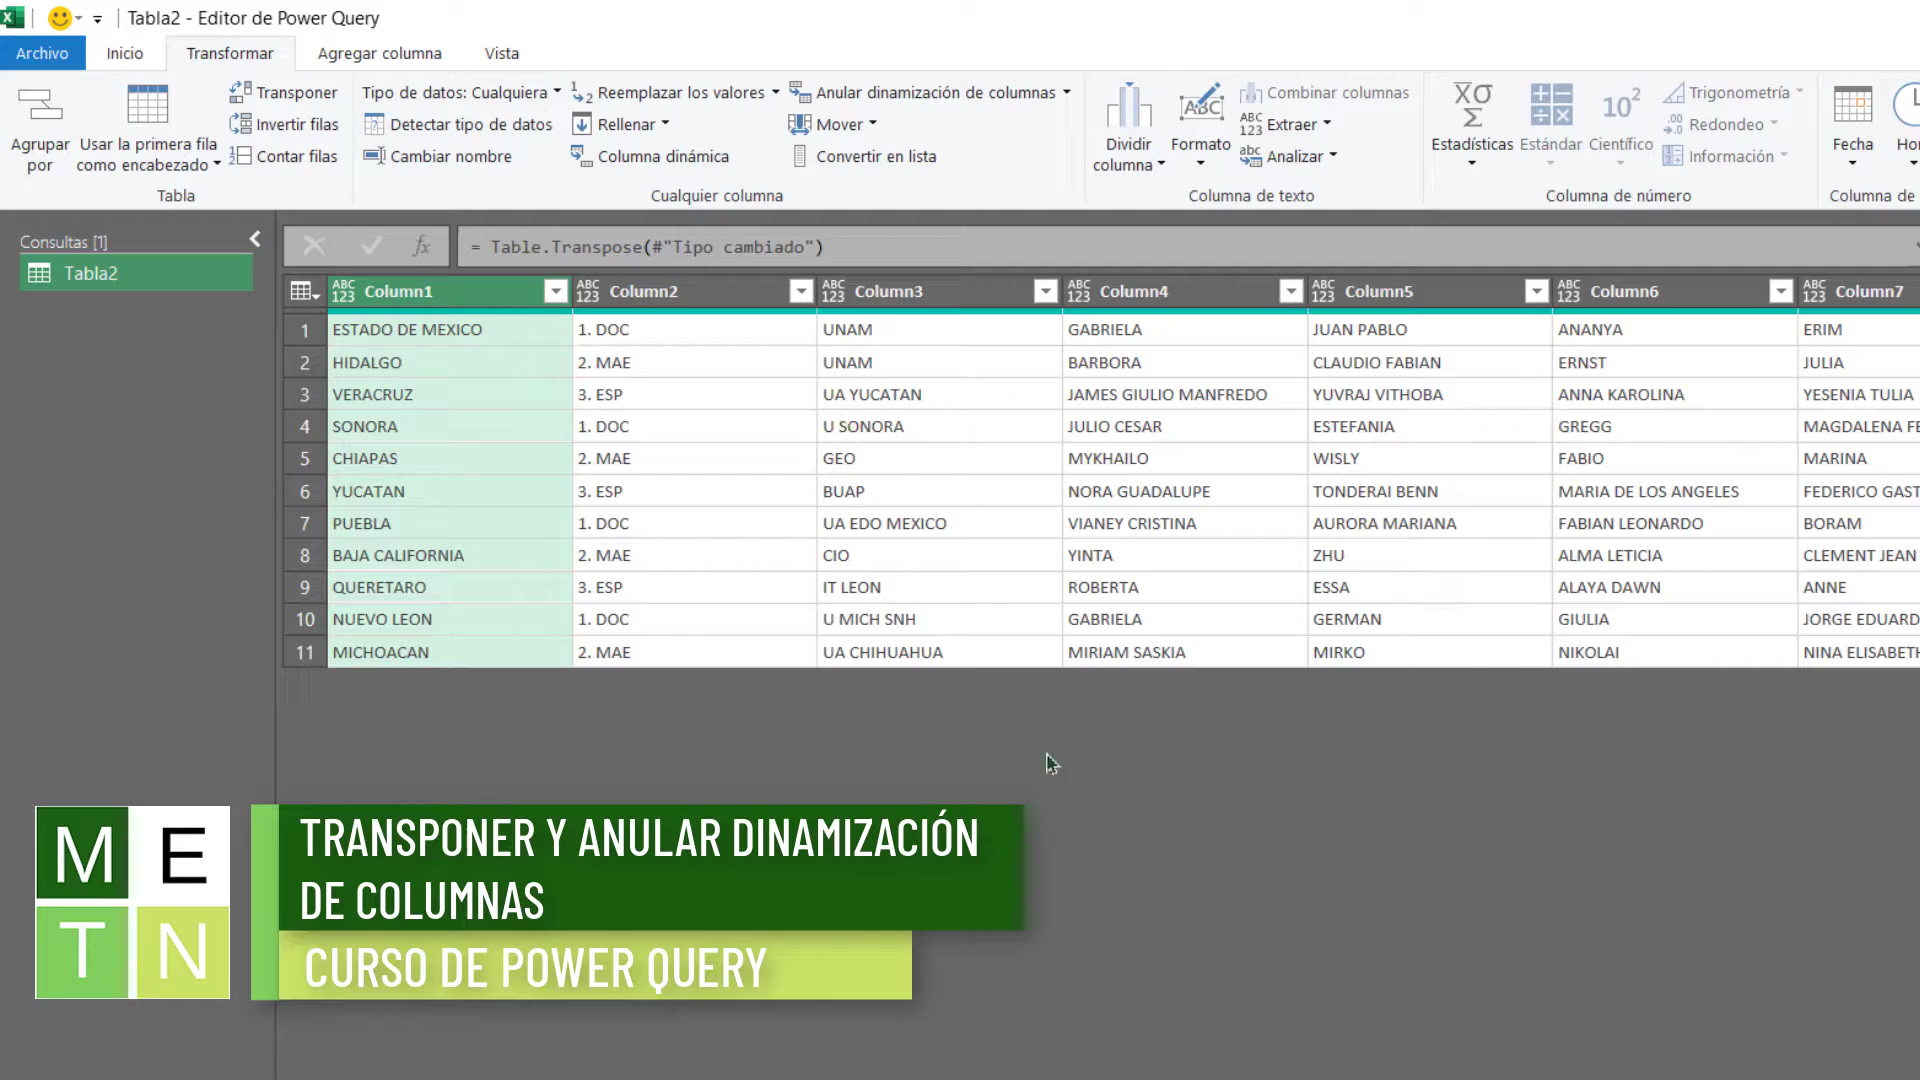 Tabla2 - Editor de Power Query
Archivo Inicio Transformar Agregar columna Vista
Agrupar por
Usar la primera fila como encabezado
Transponer
Invertir filas
Contar filas
Tabla
Tipo de datos: Cualquiera
Detectar tipo de datos
Cambiar nombre
Reemplazar los valores
Rellenar
Columna dinámica
Anular dinamización de columnas
Mover
Convertir en lista
Cualquier columna
Dividir columna
Formato
Combinar columnas
Extraer
Analizar
Columna de texto
Estadísticas
Estándar
Científico
Trigonometría
Redondeo
Información
Columna de número
Fecha
Ho
Columna de
Consultas [1]
Tabla2
= Table.Transpose(#"Tipo cambiado")
Column1 Column2 Column3 Column4 Column5 Column6 Column7
1 ESTADO DE MEXICO 1. DOC UNAM GABRIELA JUAN PABLO ANANYA ERIM
2 HIDALGO 2. MAE UNAM BARBORA CLAUDIO FABIAN ERNST JULIA
3 VERACRUZ 3. ESP UA YUCATAN JAMES GIULIO MANFREDO YUVRAJ VITHOBA ANNA KAROLINA YESENIA TULIA
4 SONORA 1. DOC U SONORA JULIO CESAR ESTEFANIA GREGG MAGDALENA FE
5 CHIAPAS 2. MAE GEO MYKHAILO WISLY FABIO MARINA
6 YUCATAN 3. ESP BUAP NORA GUADALUPE TONDERAI BENN MARIA DE LOS ANGELES FEDERICO GAST
7 PUEBLA 1. DOC UA EDO MEXICO VIANEY CRISTINA AURORA MARIANA FABIAN LEONARDO BORAM
8 BAJA CALIFORNIA 2. MAE CIO YINTA ZHU ALMA LETICIA CLEMENT JEAN
9 QUERETARO 3. ESP IT LEON ROBERTA ESSA ALAYA DAWN ANNE
10 NUEVO LEON 1. DOC U MICH SNH GABRIELA GERMAN GIULIA JORGE EDUARD
11 MICHOACAN 2. MAE UA CHIHUAHUA MIRIAM SASKIA MIRKO NIKOLAI NINA ELISABETH
M E
T N
TRANSPONER Y ANULAR DINAMIZACIÓN
DE COLUMNAS
CURSO DE POWER QUERY